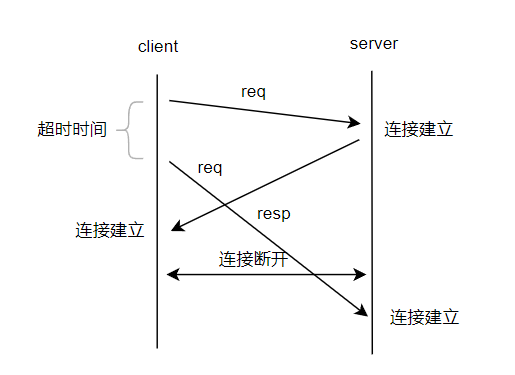 client
server
req
超时时间
连接建立
req
resp
连接建立
连接断开
连接建立